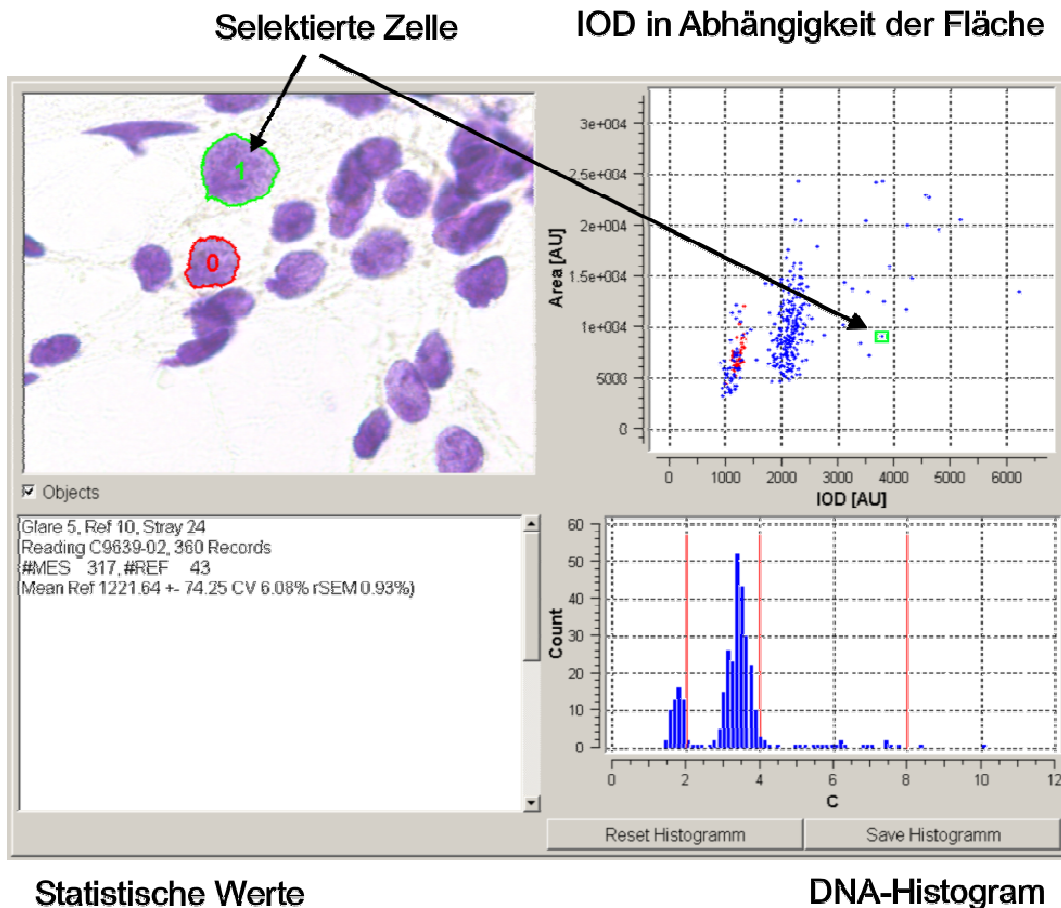 Selektierte Zelle
IOD in Abhängigkeit der Fläche
1
0
Objects
Glare 5, Ref 10, Stray 24
Reading C9639-02, 360 Records
#MES 317, #REF 43
Mean Ref 1221.64 +- 74.25 CV 6.08% rSEM 0.93%)
Area [AU]
3e+004
2.5e+004
2e+004
1.5e+004
1e+004
5000
0
0 1000 2000 3000 4000 5000 6000
IOD [AU]
Count
60
50
40
30
20
10
0
0 2 4 6 8 10 12
C
Reset Histogramm
Save Histogramm
Statistische Werte
DNA-Histogram